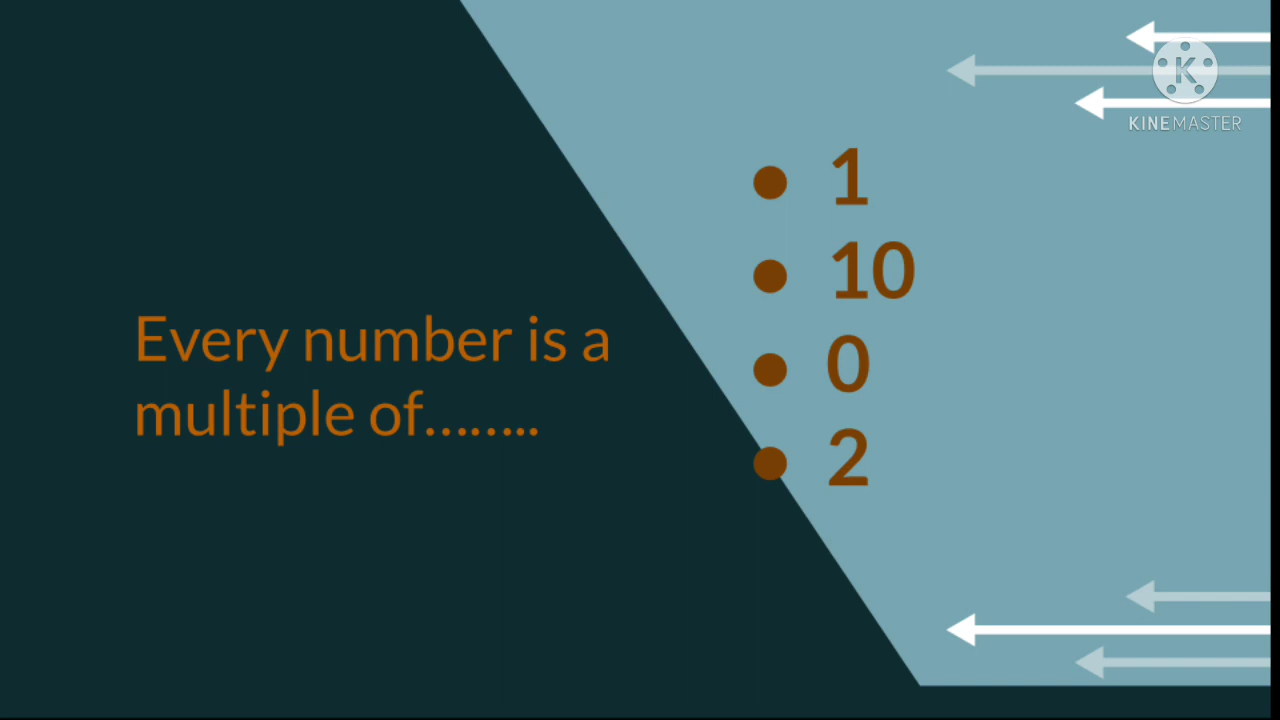 KINEMASTER
Every number is a
multiple of……..
● 1
● 10
● 0
● 2